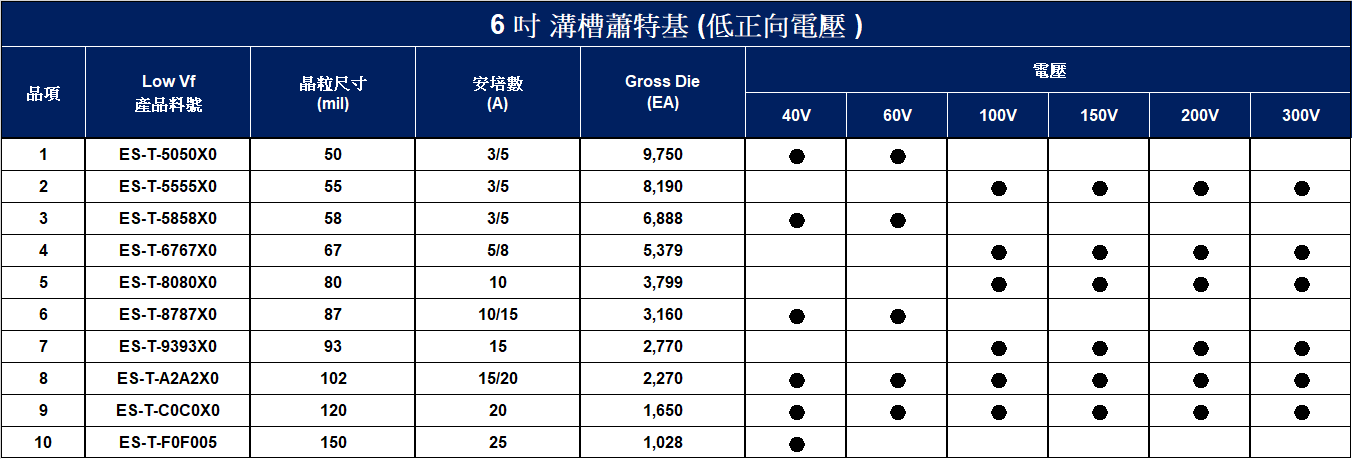 6 吋 溝槽蕭特基 (低正向電壓 )
品項 Low Vf 產品料號 晶粒尺寸 (mil) 安培數 (A) Gross Die (EA) 電壓
40V 60V 100V 150V 200V 300V
1 ES-T-5050X0 50 3/5 9,750 ● ●
2 ES-T-5555X0 55 3/5 8,190 ● ● ● ●
3 ES-T-5858X0 58 3/5 6,888 ● ●
4 ES-T-6767X0 67 5/8 5,379 ● ● ● ●
5 ES-T-8080X0 80 10 3,799 ● ● ● ●
6 ES-T-8787X0 87 10/15 3,160 ● ●
7 ES-T-9393X0 93 15 2,770 ● ● ● ●
8 ES-T-A2A2X0 102 15/20 2,270 ● ● ● ● ● ●
9 ES-T-C0C0X0 120 20 1,650 ● ● ● ● ● ●
10 ES-T-F0F005 150 25 1,028 ●